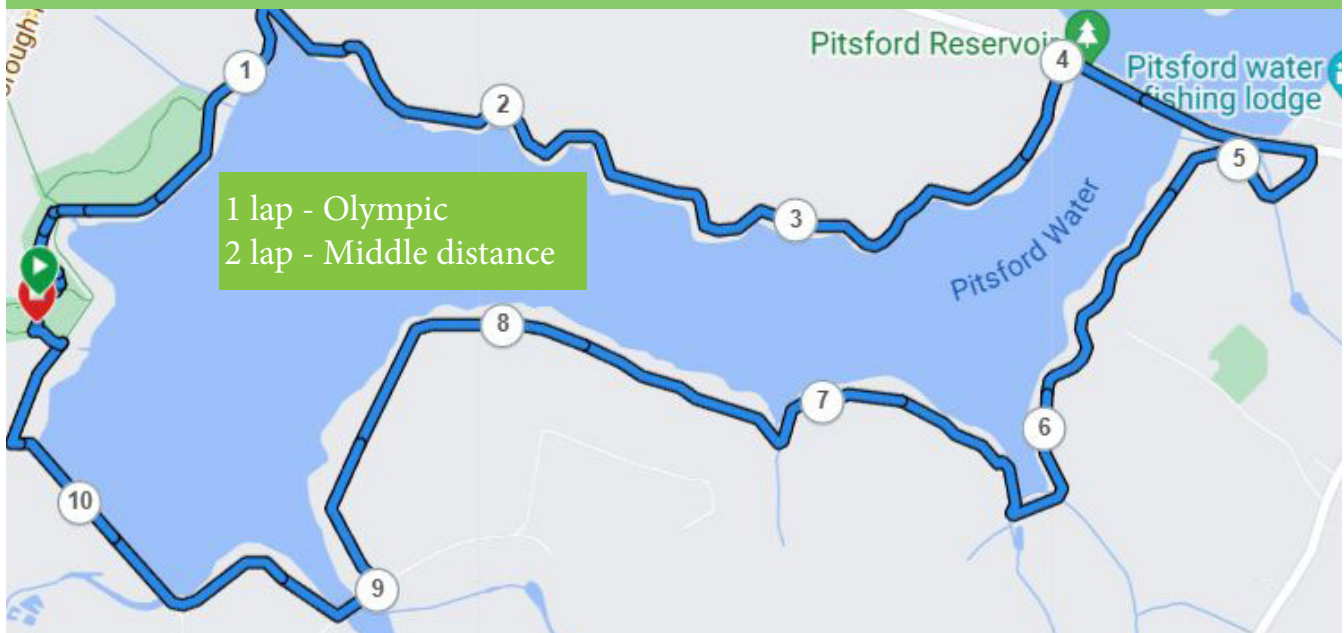 1
2
3
4
5
6
7
8
9
10
Pitsford Reservoir
Pitsford water
fishing lodge
Pitsford Water
1 lap - Olympic
2 lap - Middle distance